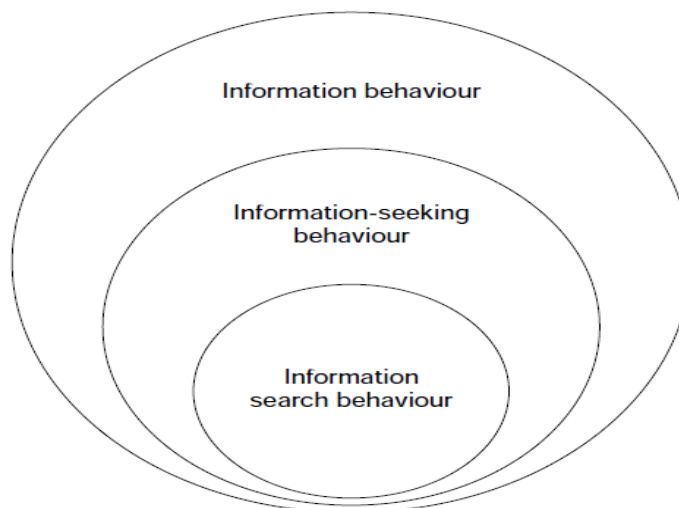 Information behaviour
Information-seeking
behaviour
Information
search behaviour